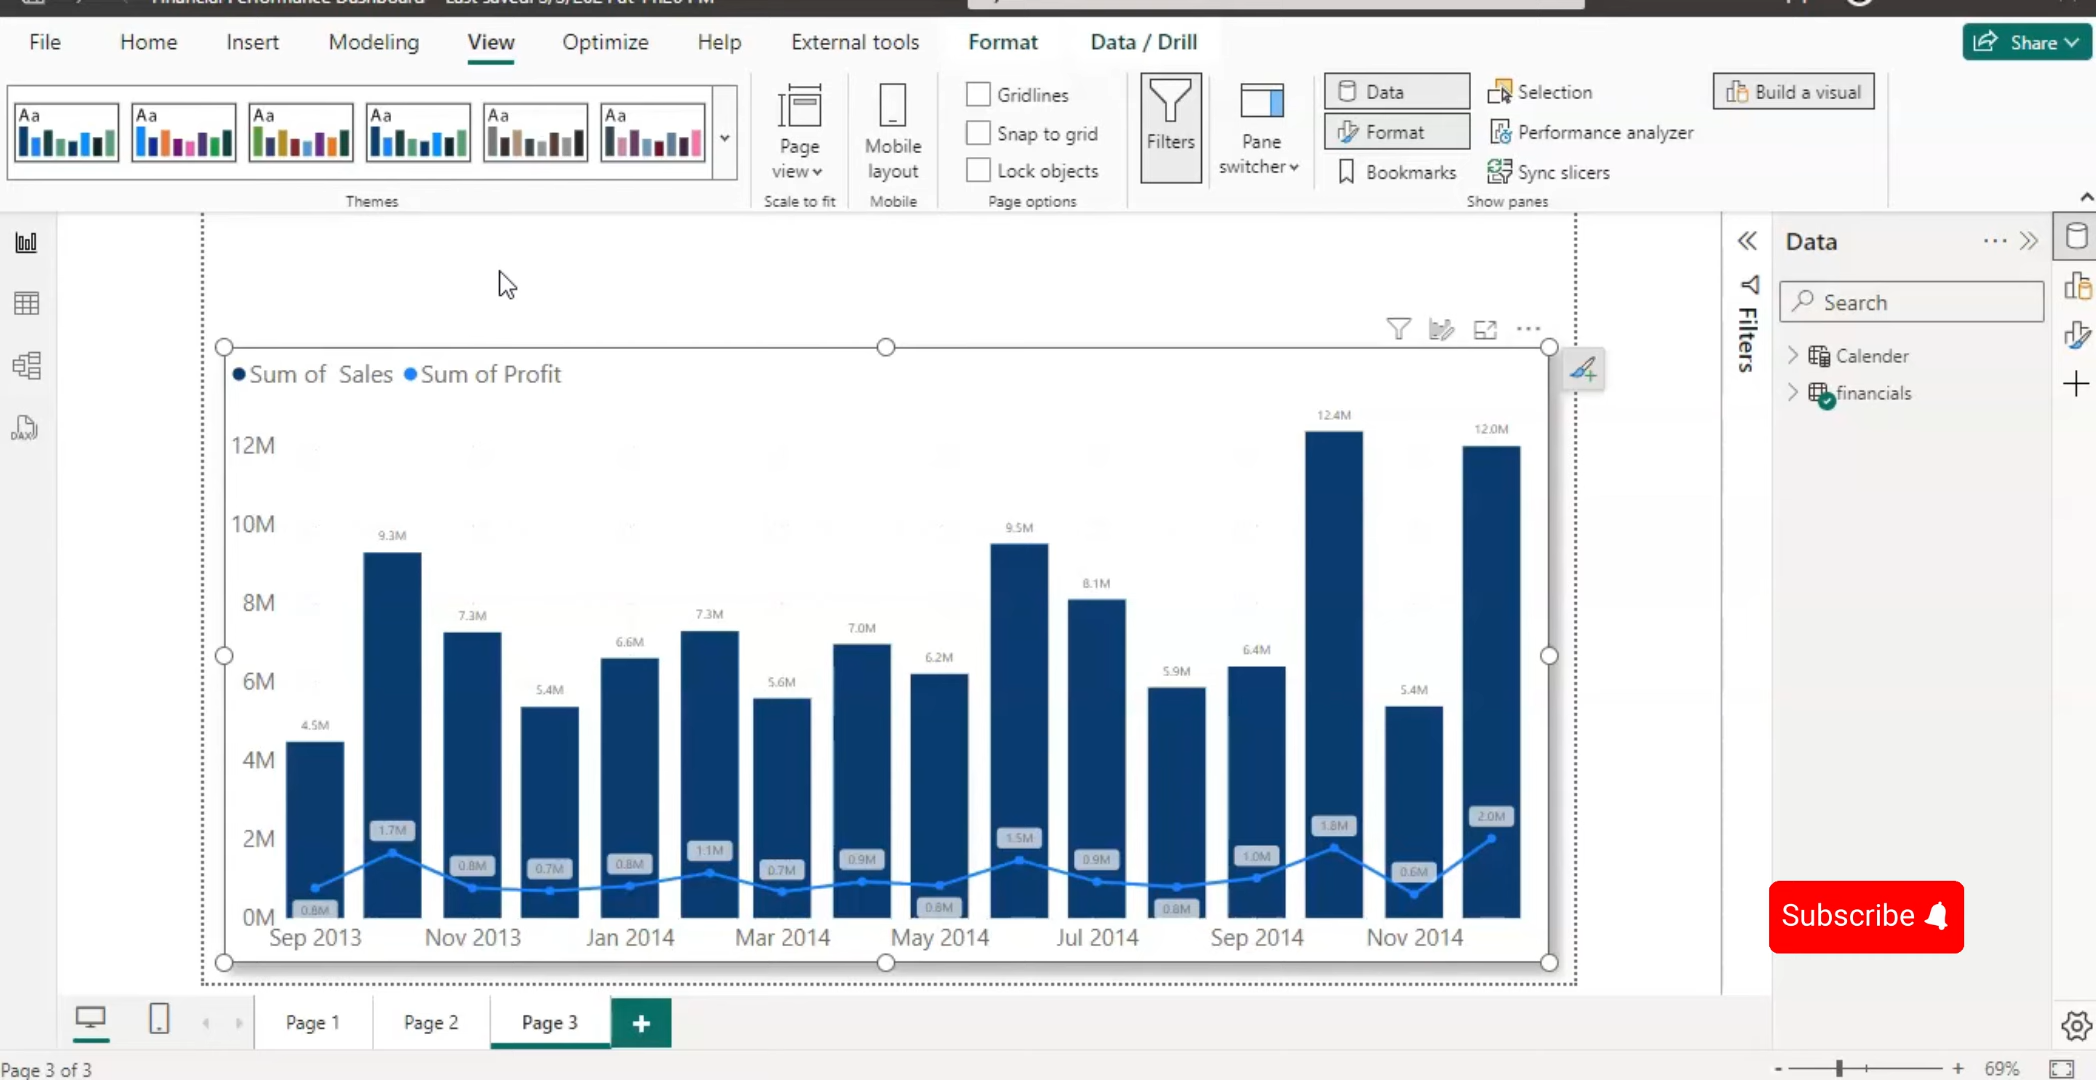 File Home Insert Modeling View Optimize Help External tools Format Data / Drill Share
Aa Aa Aa Aa Aa Aa
Themes
Page view
Scale to fit
Mobile layout
Mobile
Gridlines
Snap to grid
Lock objects
Page options
Filters
Pane switcher
Data
Format
Bookmarks
Selection
Performance analyzer
Sync slicers
Show panes
Build a visual
DAX
Sum of Sales Sum of Profit
12M
10M
8M
6M
4M
2M
0M
4.5M 9.3M 7.3M 5.4M 6.6M 7.3M 5.6M 7.0M 6.2M 9.5M 8.1M 5.9M 6.4M 12.4M 5.4M 12.0M
0.8M 1.7M 0.8M 0.7M 0.8M 1.1M 0.7M 0.9M 0.8M 1.5M 0.9M 0.8M 1.0M 1.8M 0.6M 2.0M
Sep 2013 Nov 2013 Jan 2014 Mar 2014 May 2014 Jul 2014 Sep 2014 Nov 2014
Filters
Data
Search
Calender
financials
Subscribe
Page 1 Page 2 Page 3
Page 3 of 3
69%